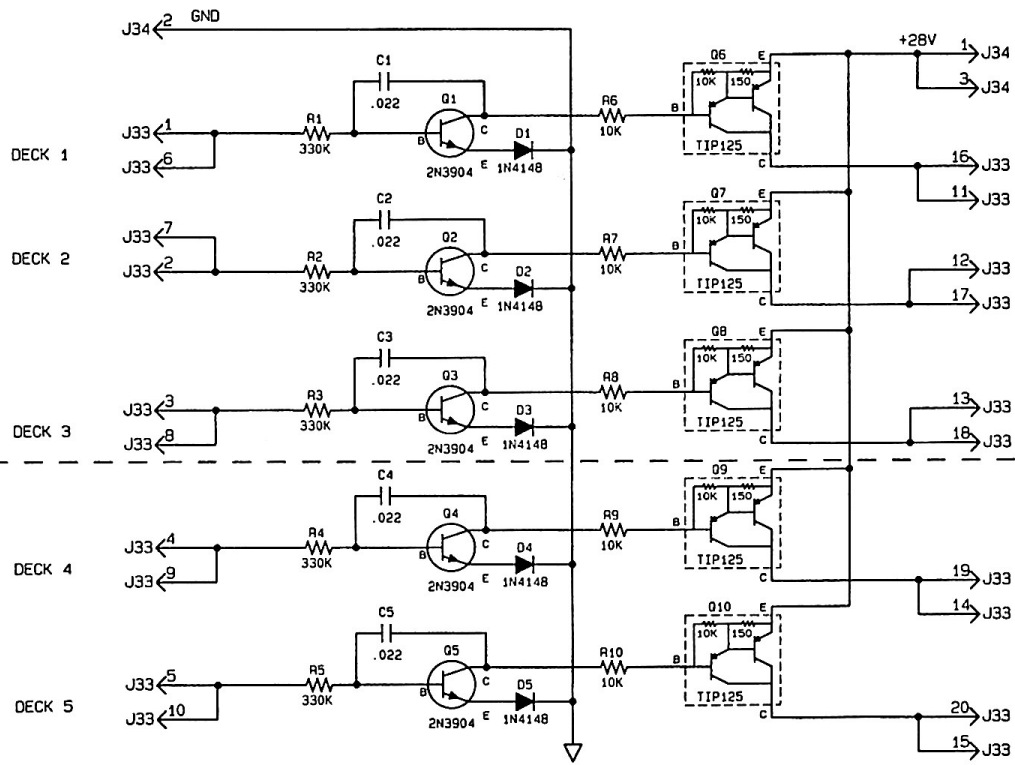 J34 2 GND
+28V 1 J34
3 J34
DECK 1
J33 1
J33 6
R1
330K
C1
.022
Q1
B C E
2N3904
D1
1N4148
R6
10K
Q6
E
10K 150
B
TIP125
C
16 J33
11 J33
DECK 2
J33 7
J33 2
R2
330K
C2
.022
Q2
B C E
2N3904
D2
1N4148
R7
10K
Q7
E
10K 150
B
TIP125
C
12 J33
17 J33
DECK 3
J33 3
J33 8
R3
330K
C3
.022
Q3
B C E
2N3904
D3
1N4148
R8
10K
Q8
E
10K 150
B
TIP125
C
13 J33
18 J33
DECK 4
J33 4
J33 9
R4
330K
C4
.022
Q4
B C E
2N3904
D4
1N4148
R9
10K
Q9
E
10K 150
B
TIP125
C
19 J33
14 J33
DECK 5
J33 5
J33 10
R5
330K
C5
.022
Q5
B C E
2N3904
D5
1N4148
R10
10K
Q10
E
10K 150
B
TIP125
C
20 J33
15 J33